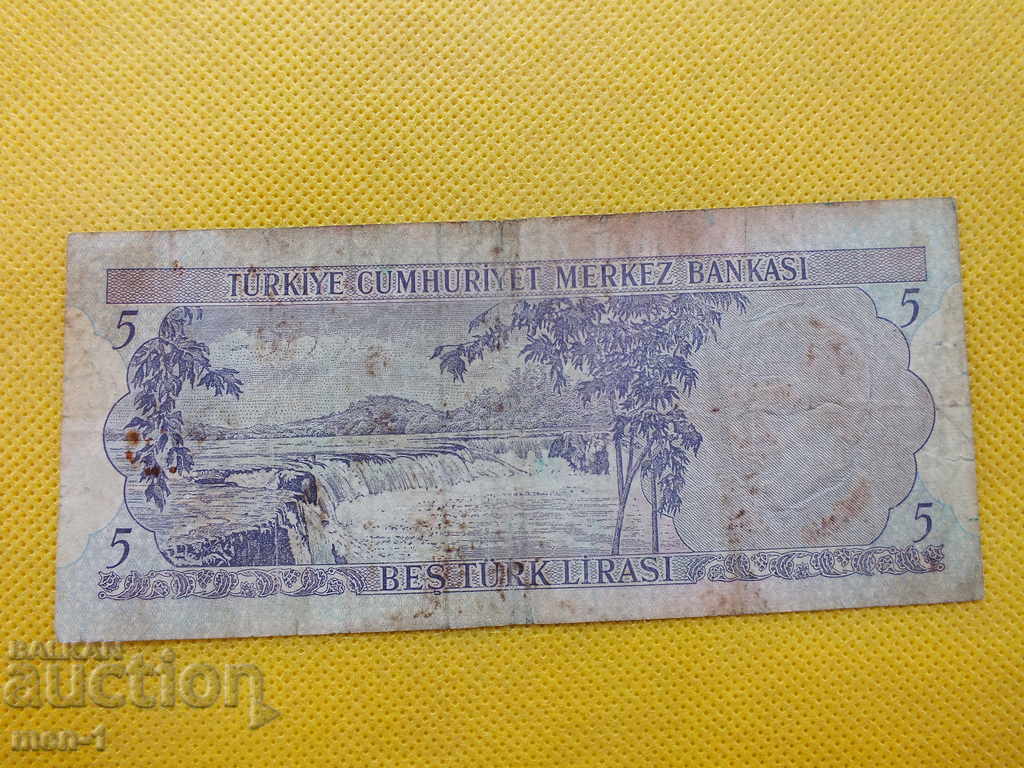 TÜRKİYE CUMHURİYET MERKEZ BANKASI
5
5
5
5
BEŞ TÜRK LİRASI
BALKAN
auction
men-1